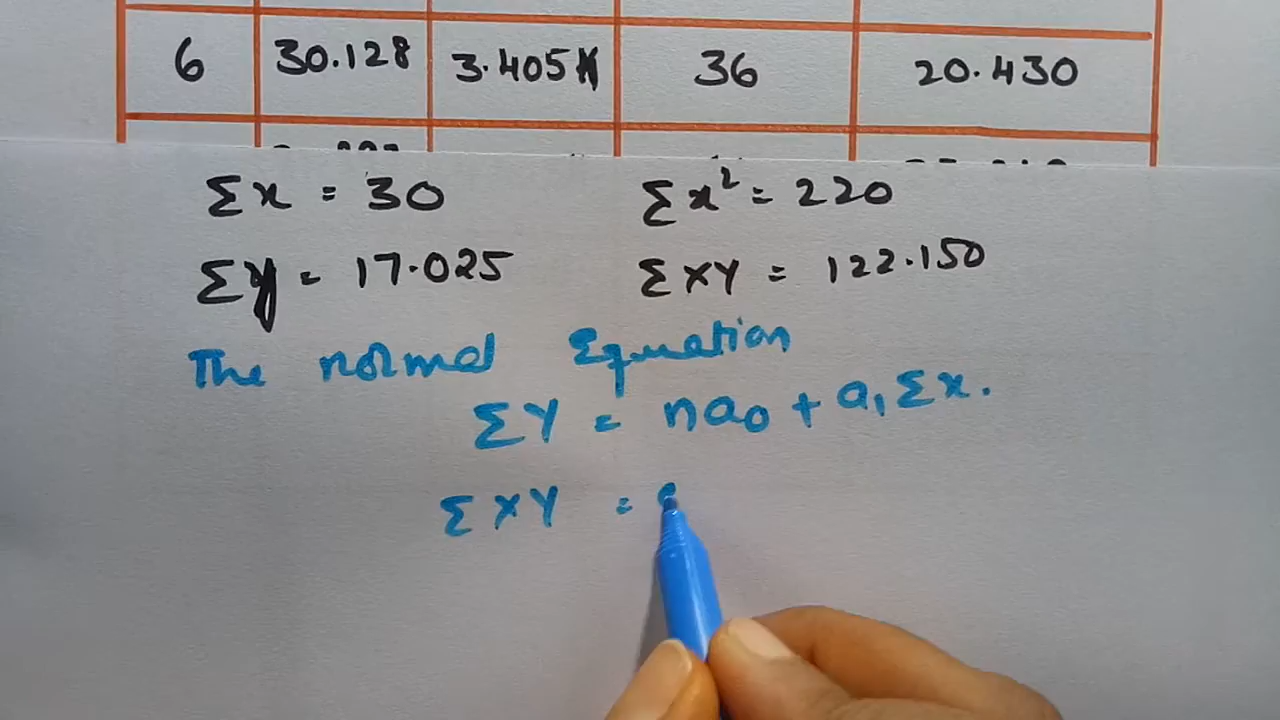 6 30.128 3.405 36 20.430
Σx = 30 Σx² = 220
Σy = 17.025 ΣXY = 122.150
The normal Equation
ΣY = na₀ + a₁Σx.
ΣXY =